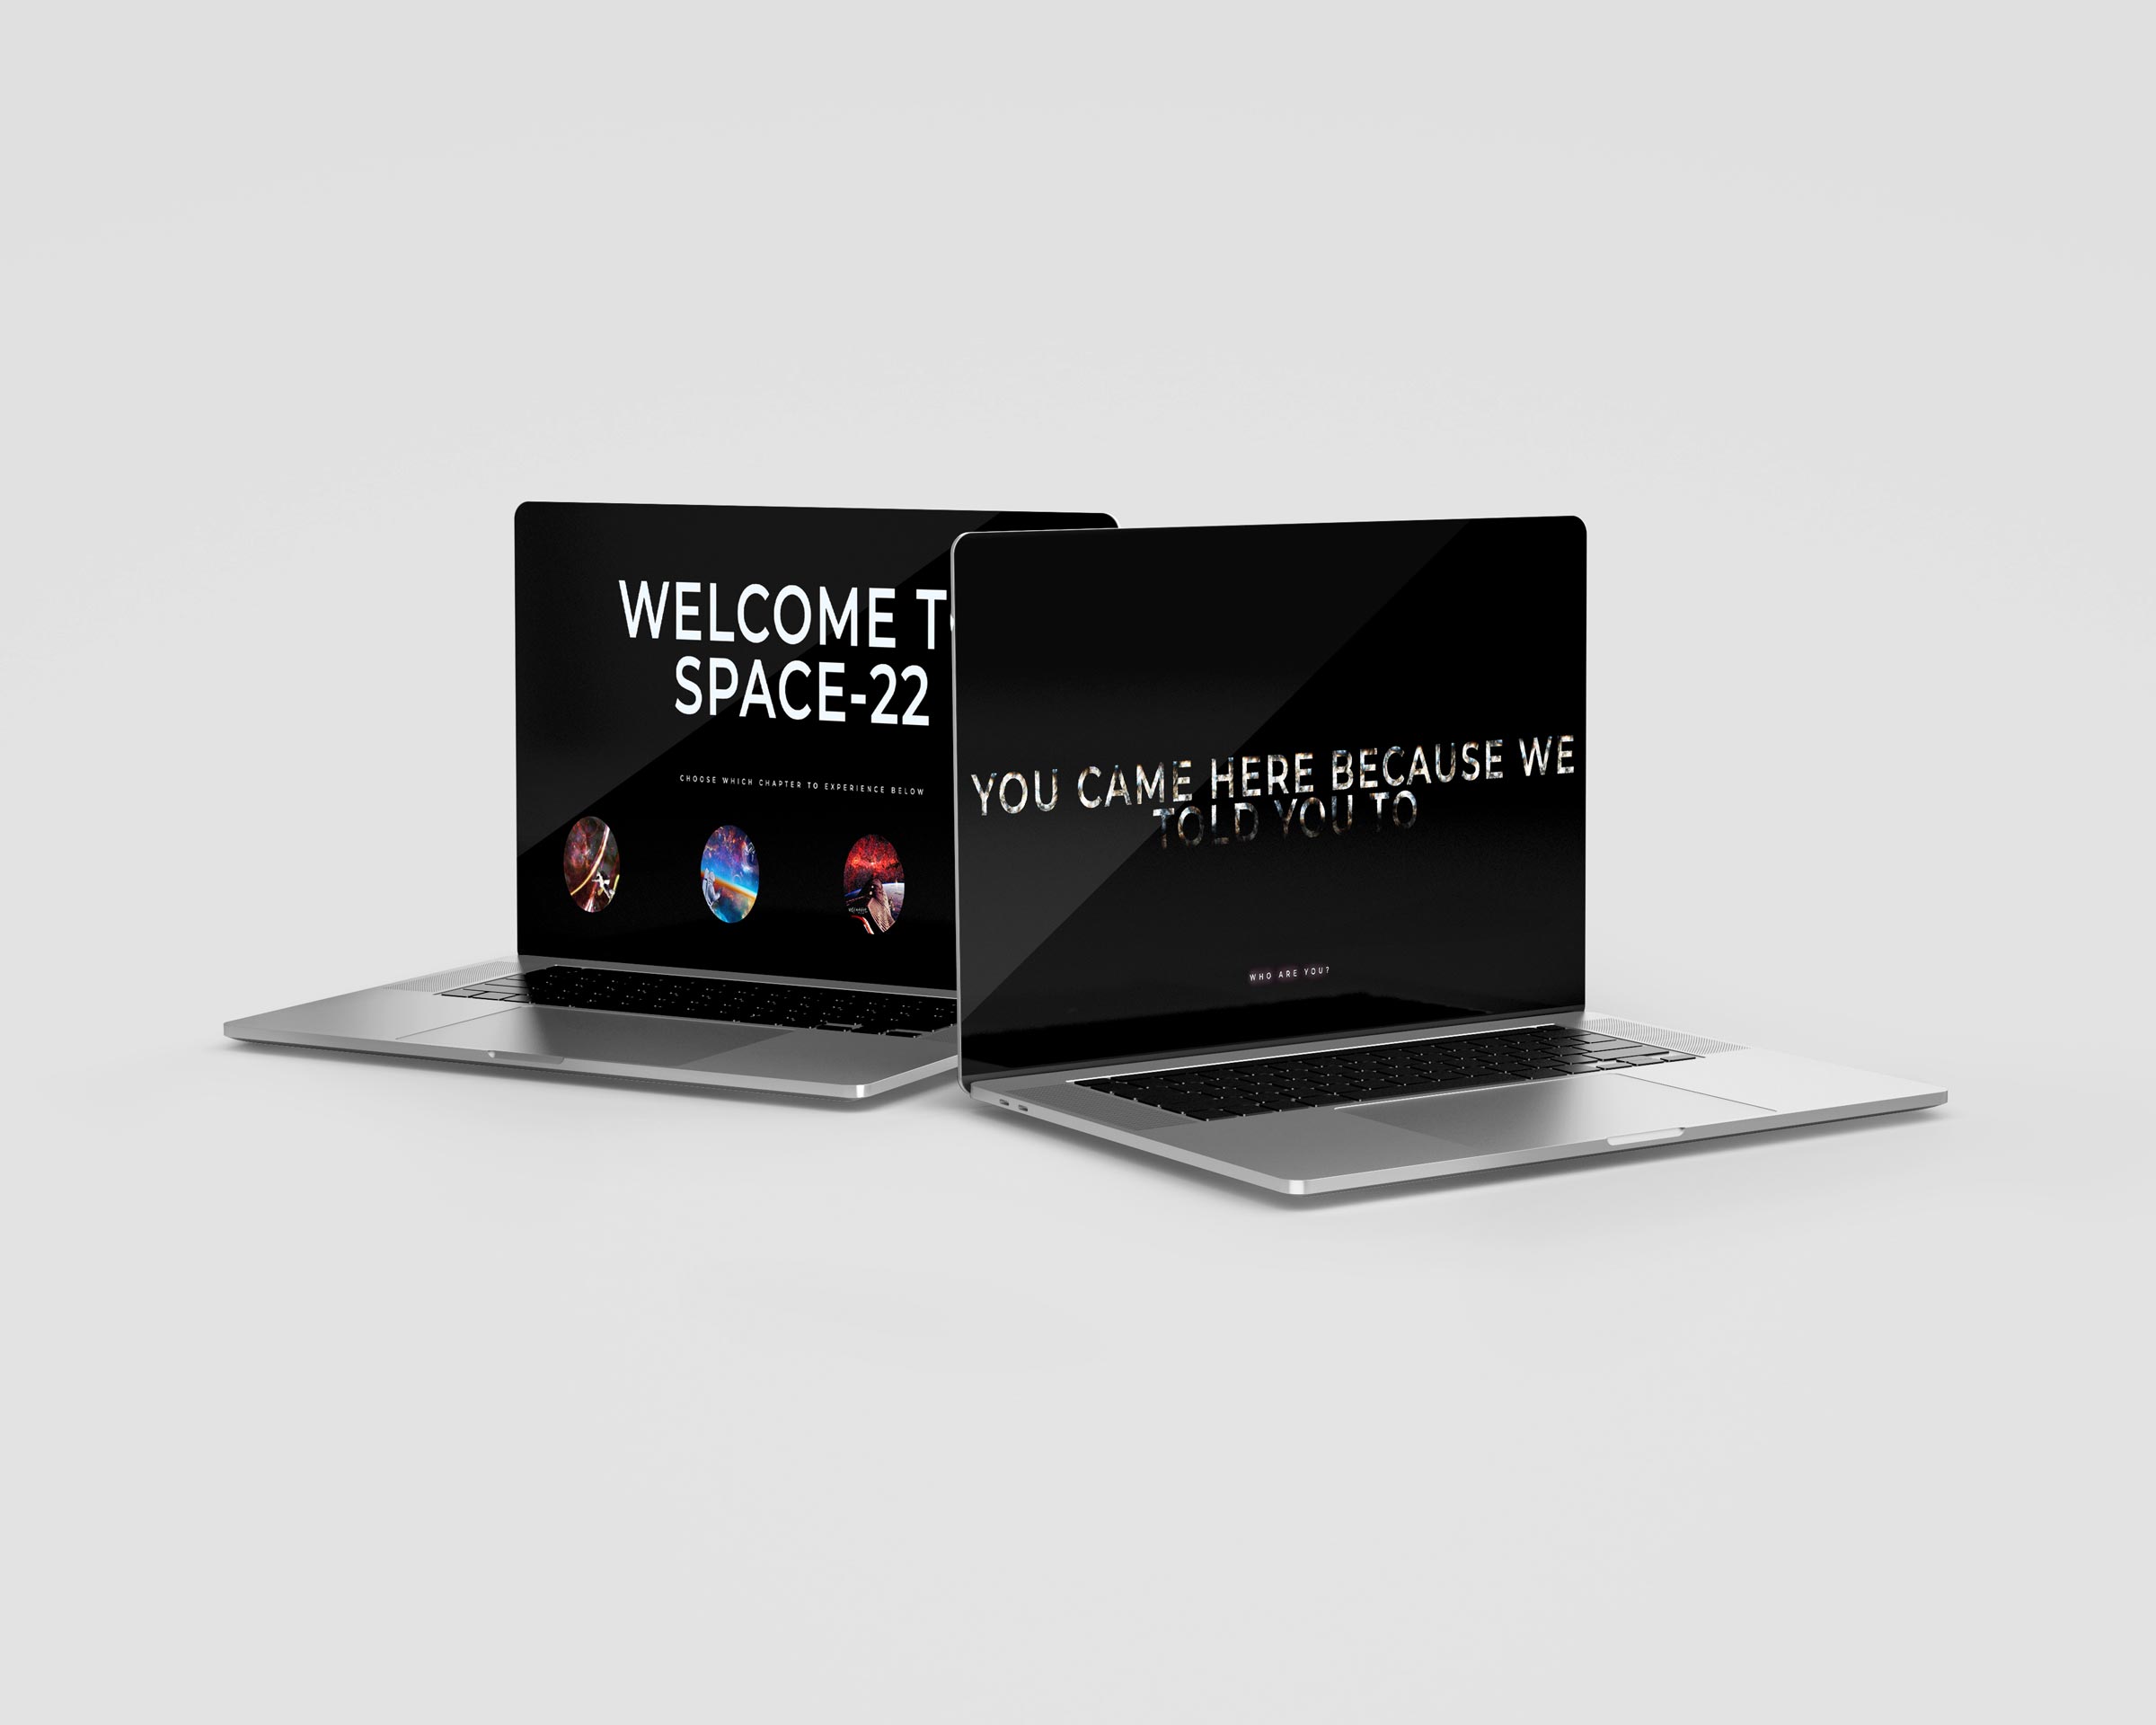 WELCOME T
SPACE-22
CHOOSE WHICH CHAPTER TO EXPERIENCE BELOW
YOU CAME HERE BECAUSE WE
TOLD YOU TO
WHO ARE YOU?